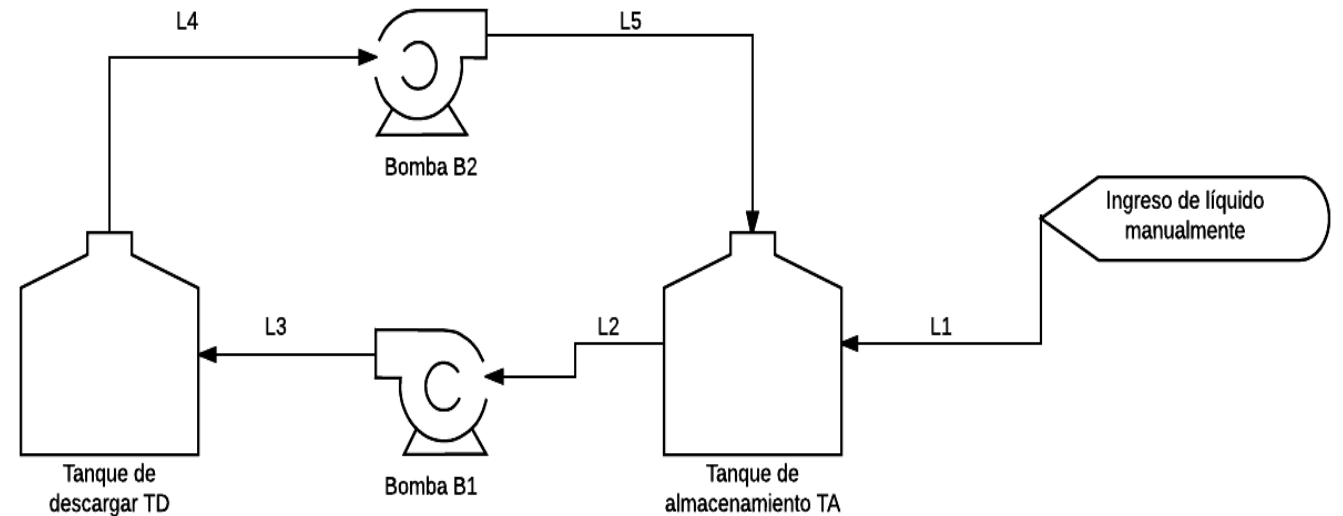 L4
L5
Bomba B2
Ingreso de líquido
manualmente
L3
L2
L1
Tanque de
descargar TD
Bomba B1
Tanque de
almacenamiento TA